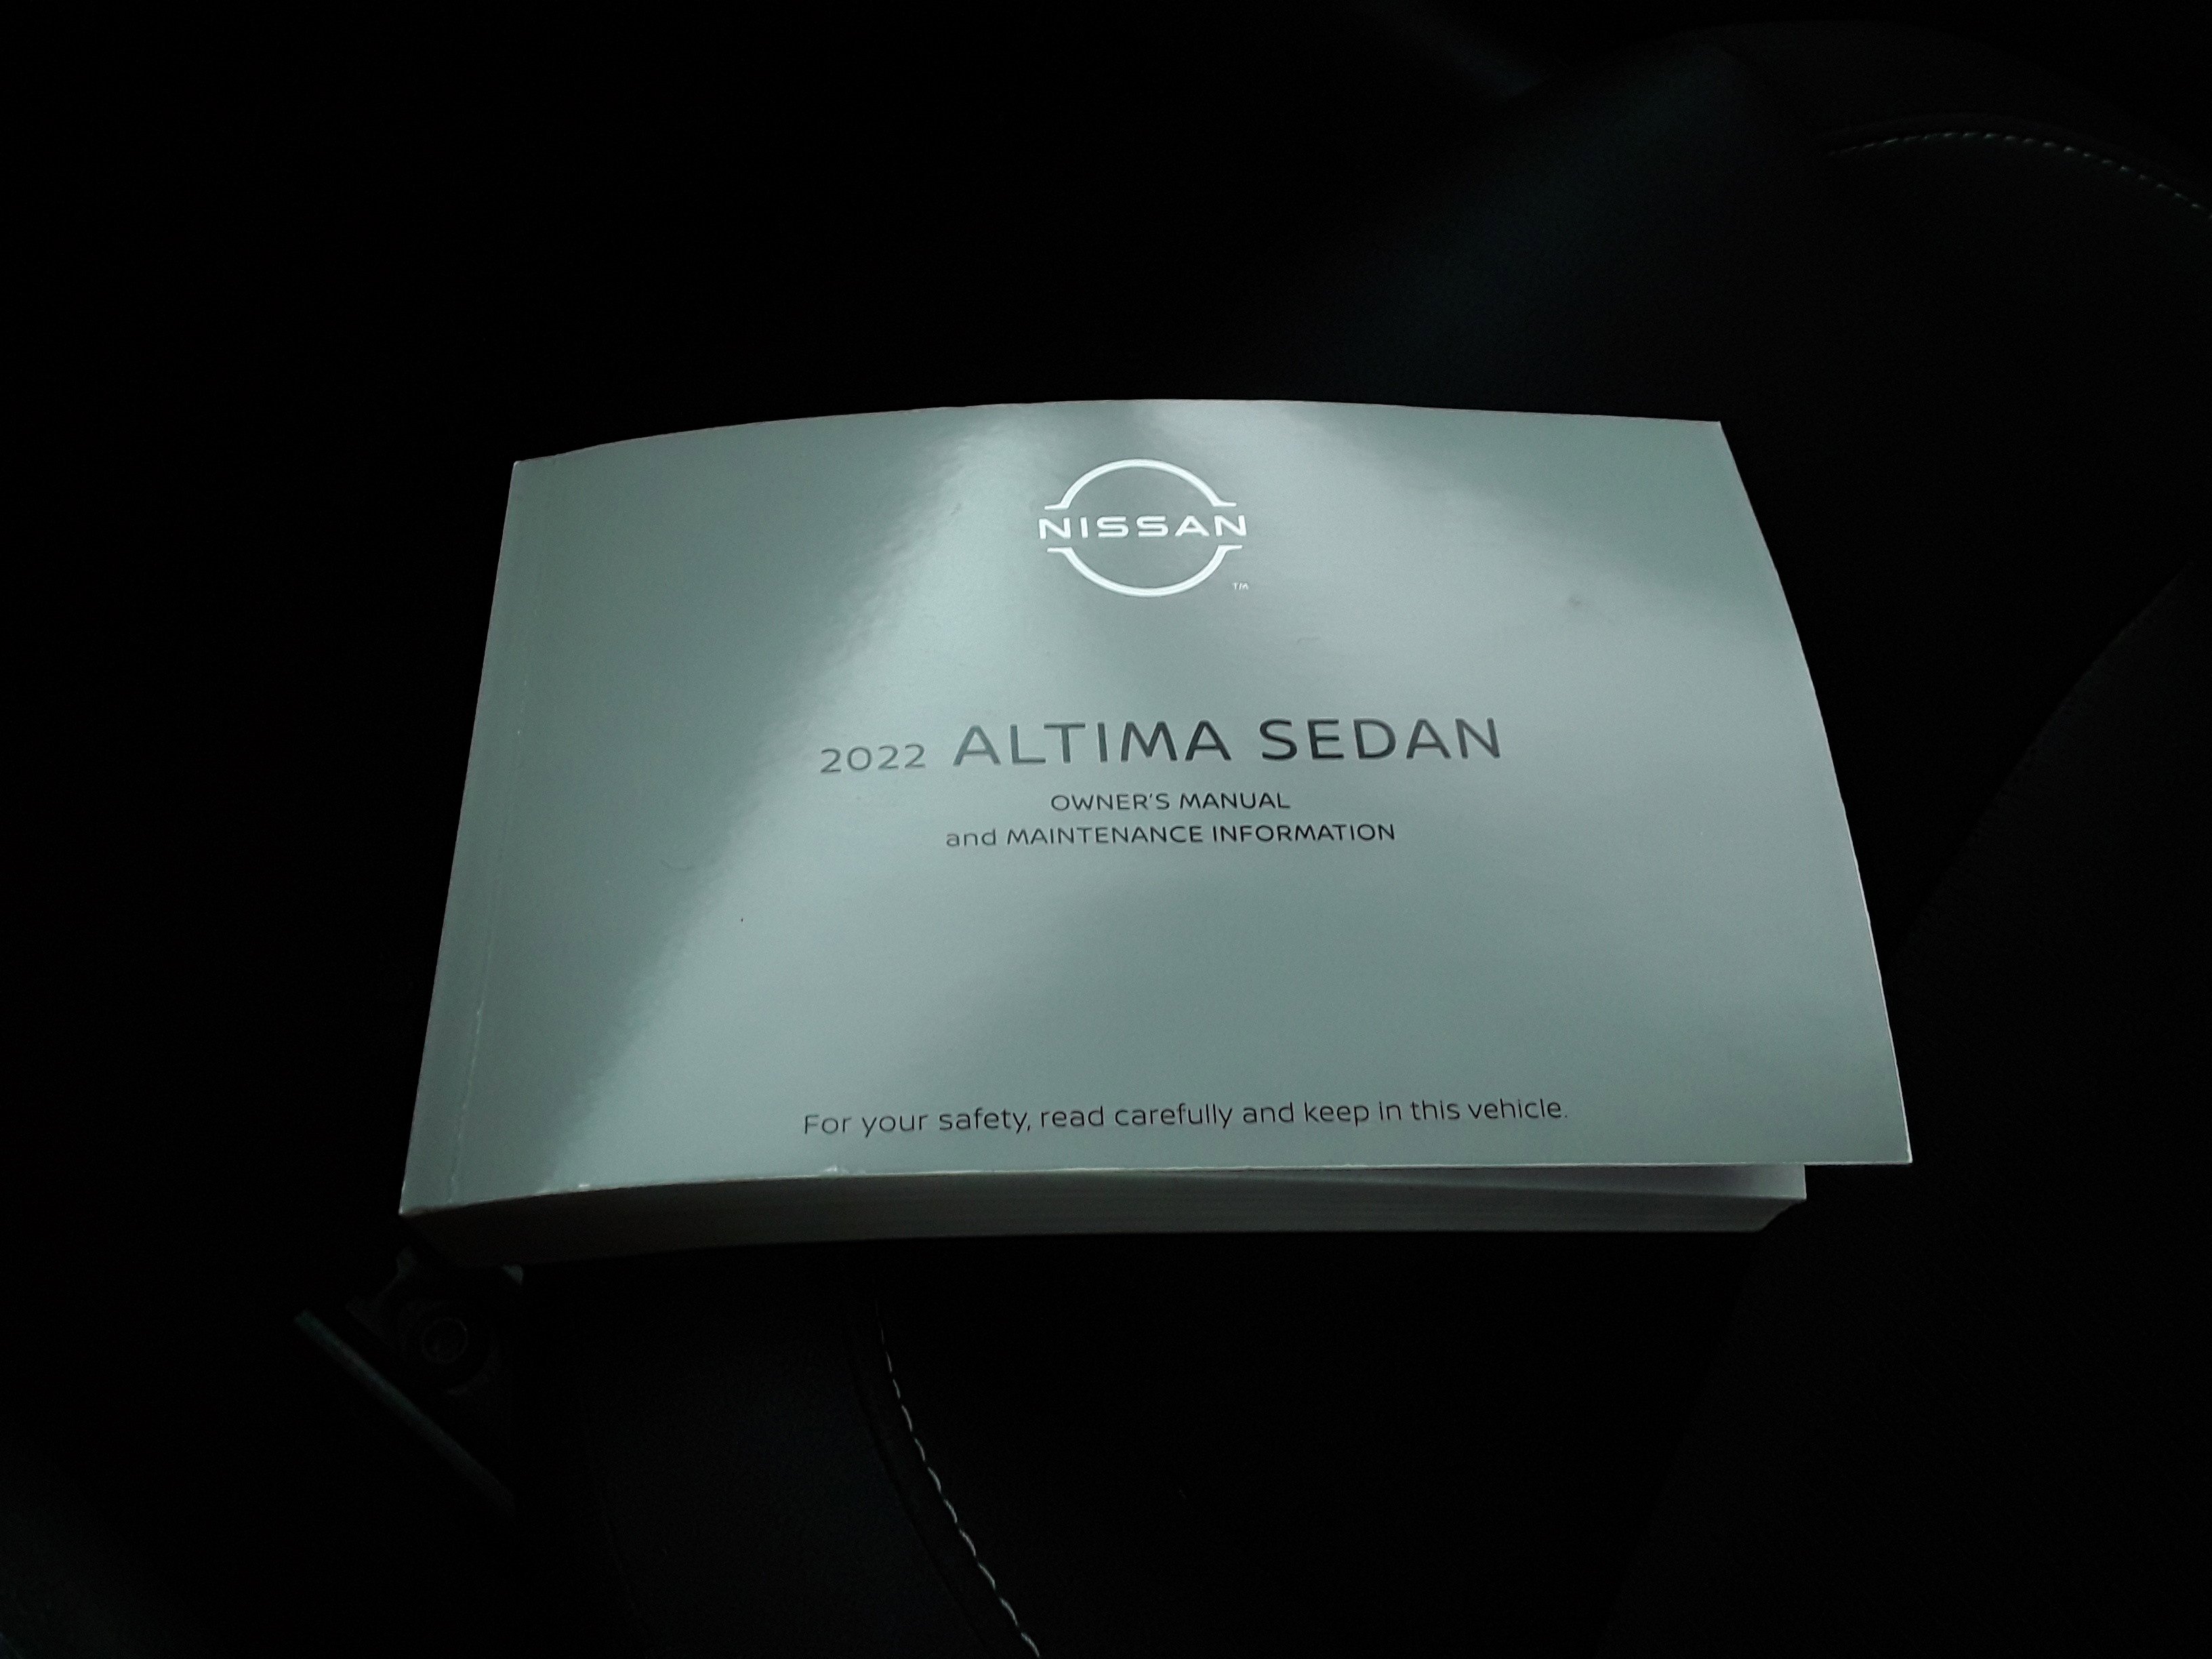 NISSAN
TM
2022 ALTIMA SEDAN
OWNER'S MANUAL
and MAINTENANCE INFORMATION
For your safety, read carefully and keep in this vehicle.